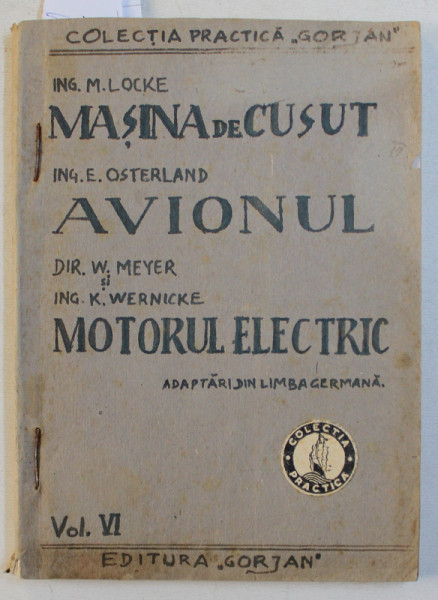 COLECȚIA PRACTICĂ „GORJAN"
ING. M. LOCKE
MAȘINA DE CUSUT
ING. E. OSTERLAND
AVIONUL
DIR. W. MEYER
și
ING. K. WERNICKE
MOTORUL ELECTRIC
ADAPTĂRI DIN LIMBA GERMANĂ.
COLECȚIA
PRACTICA
Vol. VI
EDITURA „GORJAN"